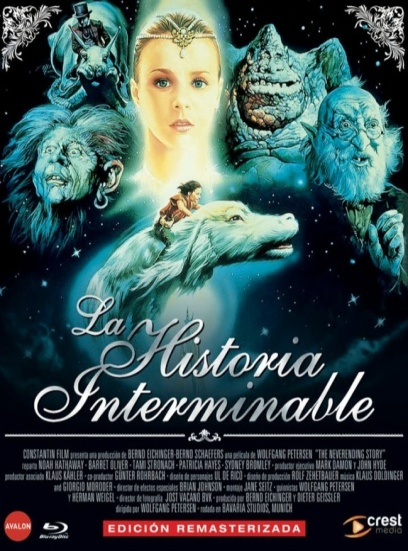 La
Historia
Interminable
CONSTANTIN FILM presenta una producción de BERND EICHINGER-BERND SCHAEFERS una película de WOLFGANG PETERSEN "THE NEVERENDING STORY"
reparto NOAH HATHAWAY · BARRET OLIVER · TAMI STRONACH · PATRICIA HAYES · SYDNEY BROMLEY · productor ejecutivo MARK DAMON · JOHN HYDE
productor asociado KLAUS KAHLER · co-productor GÜNTER ROHRBACH · diseño de personajes UL DE RICO · diseño de producción ROLF ZEHETBAUER música KLAUS DOLDINGER
and GIORGIO MORODER · director de efectos especiales BRIAN JOHNSON · montaje JANE SEITZ · WOLFGANG PETERSEN
y HERMAN WEIGEL · director de fotografía JOST VACANO BVK · producida por BERND EICHINGER y DIETER GEISSLER
dirigida por WOLFGANG PETERSEN · rodada en BAVARIA STUDIOS, MUNICH
AVALON
Blu-ray Disc
EDICIÓN REMASTERIZADA
crest
media